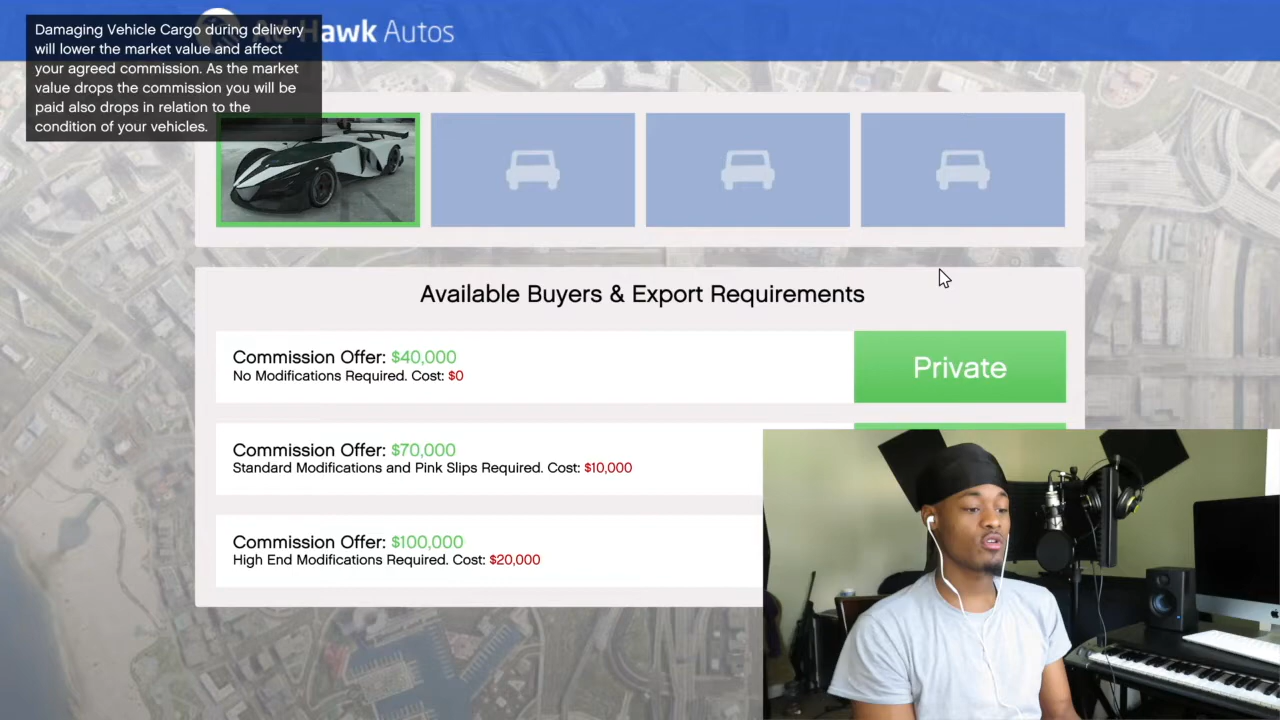 Hawk Autos
Damaging Vehicle Cargo during delivery
will lower the market value and affect
your agreed commission. As the market
value drops the commission you will be
paid also drops in relation to the
condition of your vehicles.
Available Buyers & Export Requirements
Commission Offer: $40,000
No Modifications Required. Cost: $0
Private
Commission Offer: $70,000
Standard Modifications and Pink Slips Required. Cost: $10,000
Commission Offer: $100,000
High End Modifications Required. Cost: $20,000